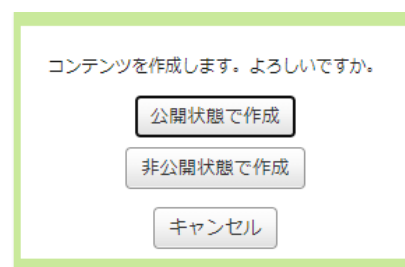 コンテンツを作成します。よろしいですか。
公開状態で作成
非公開状態で作成
キャンセル